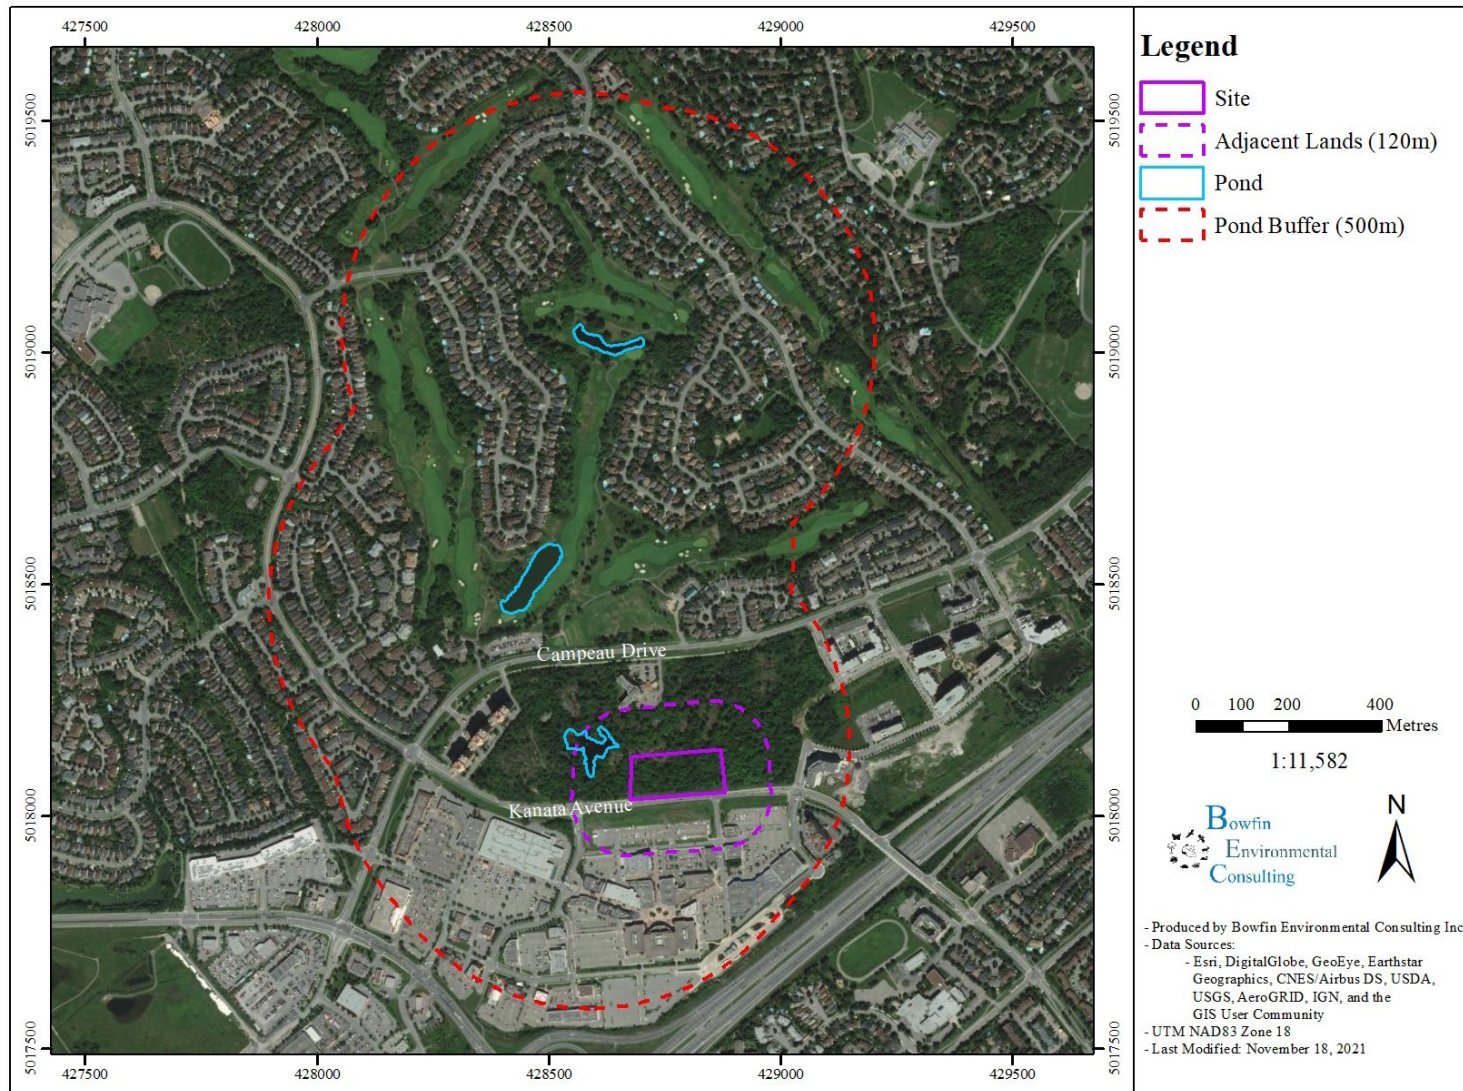 427500 428000 428500 429000 429500
Legend
Site
Adjacent Lands (120m)
Pond
Pond Buffer (500m)
5019500 5019500
5019000 5019000
5018500 5018500
Campeau Drive
Kanata Avenue
5018000 5018000
5017500 5017500
427500 428000 428500 429000 429500
0 100 200 400
Metres
1:11,582
Bowfin
Environmental
Consulting
N
- Produced by Bowfin Environmental Consulting Inc
- Data Sources:
- Esri, DigitalGlobe, GeoEye, Earthstar
Geographics, CNES/Airbus DS, USDA,
USGS, AeroGRID, IGN, and the
GIS User Community
- UTM NAD83 Zone 18
- Last Modified: November 18, 2021